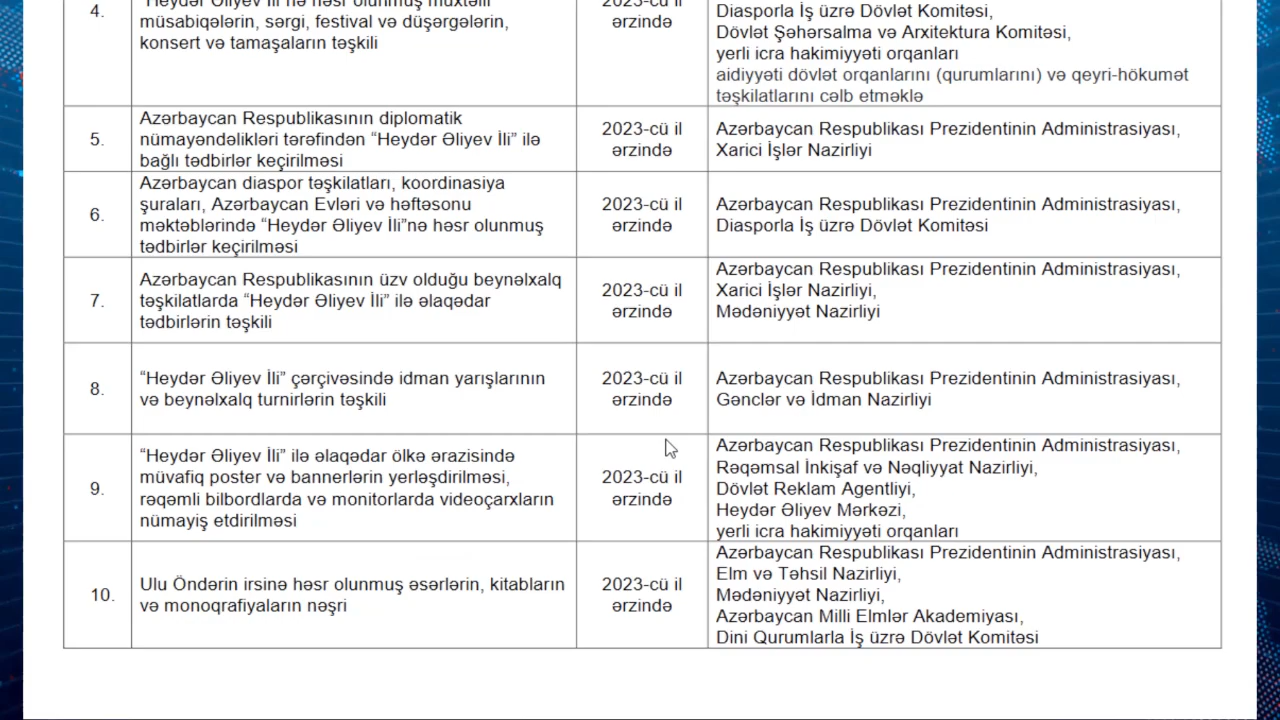 4.
“Heydər Əliyev İli”nə həsr olunmuş müxtəlif
müsabiqələrin, sərgi, festival və düşərgələrin,
konsert və tamaşaların təşkili
2023-cü il
ərzində
Diasporla İş üzrə Dövlət Komitəsi,
Dövlət Şəhərsalma və Arxitektura Komitəsi,
yerli icra hakimiyyəti orqanları
aidiyyəti dövlət orqanlarını (qurumlarını) və qeyri-hökumət
təşkilatlarını cəlb etməklə
5.
Azərbaycan Respublikasının diplomatik
nümayəndəlikləri tərəfindən “Heydər Əliyev İli” ilə
bağlı tədbirlər keçirilməsi
2023-cü il
ərzində
Azərbaycan Respublikası Prezidentinin Administrasiyası,
Xarici İşlər Nazirliyi
6.
Azərbaycan diaspor təşkilatları, koordinasiya
şuraları, Azərbaycan Evləri və həftəsonu
məktəblərində “Heydər Əliyev İli”nə həsr olunmuş
tədbirlər keçirilməsi
2023-cü il
ərzində
Azərbaycan Respublikası Prezidentinin Administrasiyası,
Diasporla İş üzrə Dövlət Komitəsi
7.
Azərbaycan Respublikasının üzv olduğu beynəlxalq
təşkilatlarda “Heydər Əliyev İli” ilə əlaqədar
tədbirlərin təşkili
2023-cü il
ərzində
Azərbaycan Respublikası Prezidentinin Administrasiyası,
Xarici İşlər Nazirliyi,
Mədəniyyət Nazirliyi
8.
“Heydər Əliyev İli” çərçivəsində idman yarışlarının
və beynəlxalq turnirlərin təşkili
2023-cü il
ərzində
Azərbaycan Respublikası Prezidentinin Administrasiyası,
Gənclər və İdman Nazirliyi
9.
“Heydər Əliyev İli” ilə əlaqədar ölkə ərazisində
müvafiq poster və bannerlərin yerləşdirilməsi,
rəqəmli bilbordlarda və monitorlarda videoçarxların
nümayiş etdirilməsi
2023-cü il
ərzində
Azərbaycan Respublikası Prezidentinin Administrasiyası,
Rəqəmsal İnkişaf və Nəqliyyat Nazirliyi,
Dövlət Reklam Agentliyi,
Heydər Əliyev Mərkəzi,
yerli icra hakimiyyəti orqanları
10.
Ulu Öndərin irsinə həsr olunmuş əsərlərin, kitabların
və monoqrafiyaların nəşri
2023-cü il
ərzində
Azərbaycan Respublikası Prezidentinin Administrasiyası,
Elm və Təhsil Nazirliyi,
Mədəniyyət Nazirliyi,
Azərbaycan Milli Elmlər Akademiyası,
Dini Qurumlarla İş üzrə Dövlət Komitəsi